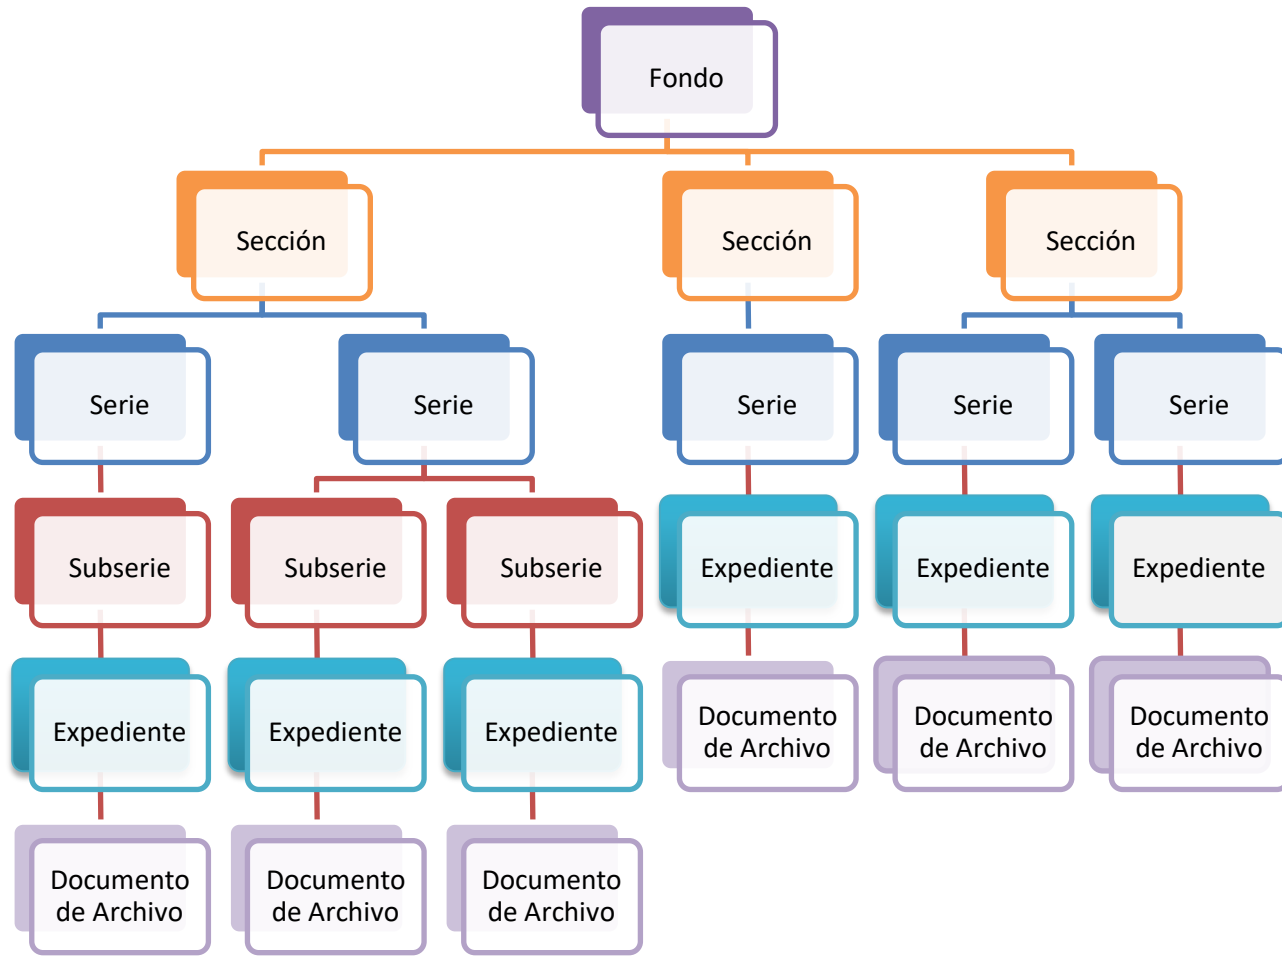 Fondo
Sección
Sección
Sección
Serie
Serie
Serie
Serie
Serie
Subserie
Subserie
Subserie
Expediente
Expediente
Expediente
Expediente
Expediente
Expediente
Documento
de Archivo
Documento
de Archivo
Documento
de Archivo
Documento
de Archivo
Documento
de Archivo
Documento
de Archivo